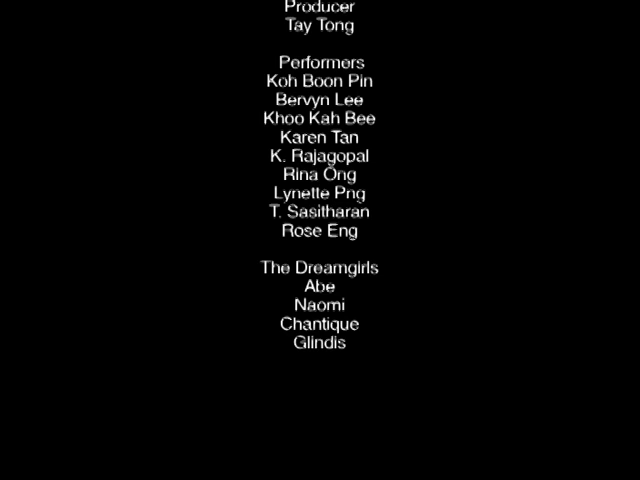 Producer
Tay Tong
Performers
Koh Boon Pin
Bervyn Lee
Khoo Kah Bee
Karen Tan
K. Rajagopal
Rina Ong
Lynette Png
T. Sasitharan
Rose Eng
The Dreamgirls
Abe
Naomi
Chantique
Glindis